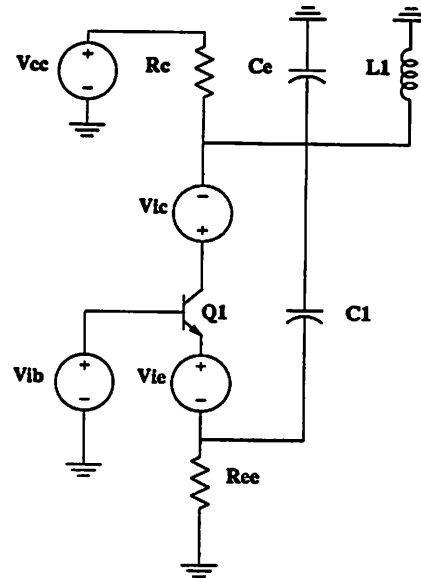 Vcc
+
-
Rc
Ce
L1
Vic
-
+
Q1
C1
Vib
+
-
Vie
+
-
Ree